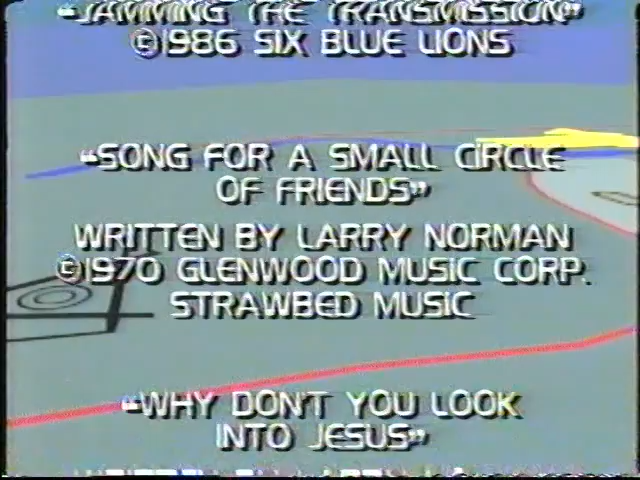 "JAMMING THE TRANSMISSION"
©1986 SIX BLUE LIONS
"SONG FOR A SMALL CIRCLE
OF FRIENDS"
WRITTEN BY LARRY NORMAN
©1970 GLENWOOD MUSIC CORP.
STRAWBED MUSIC
"WHY DON'T YOU LOOK
INTO JESUS"